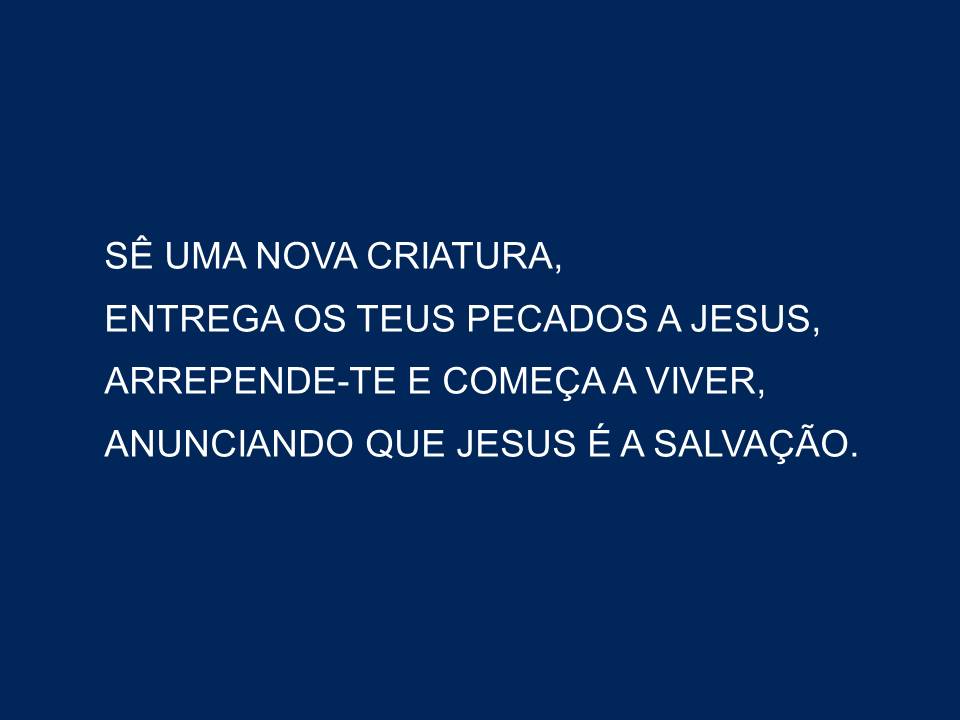 SÊ UMA NOVA CRIATURA,
ENTREGA OS TEUS PECADOS A JESUS,
ARREPENDE-TE E COMEÇA A VIVER,
ANUNCIANDO QUE JESUS É A SALVAÇÃO.